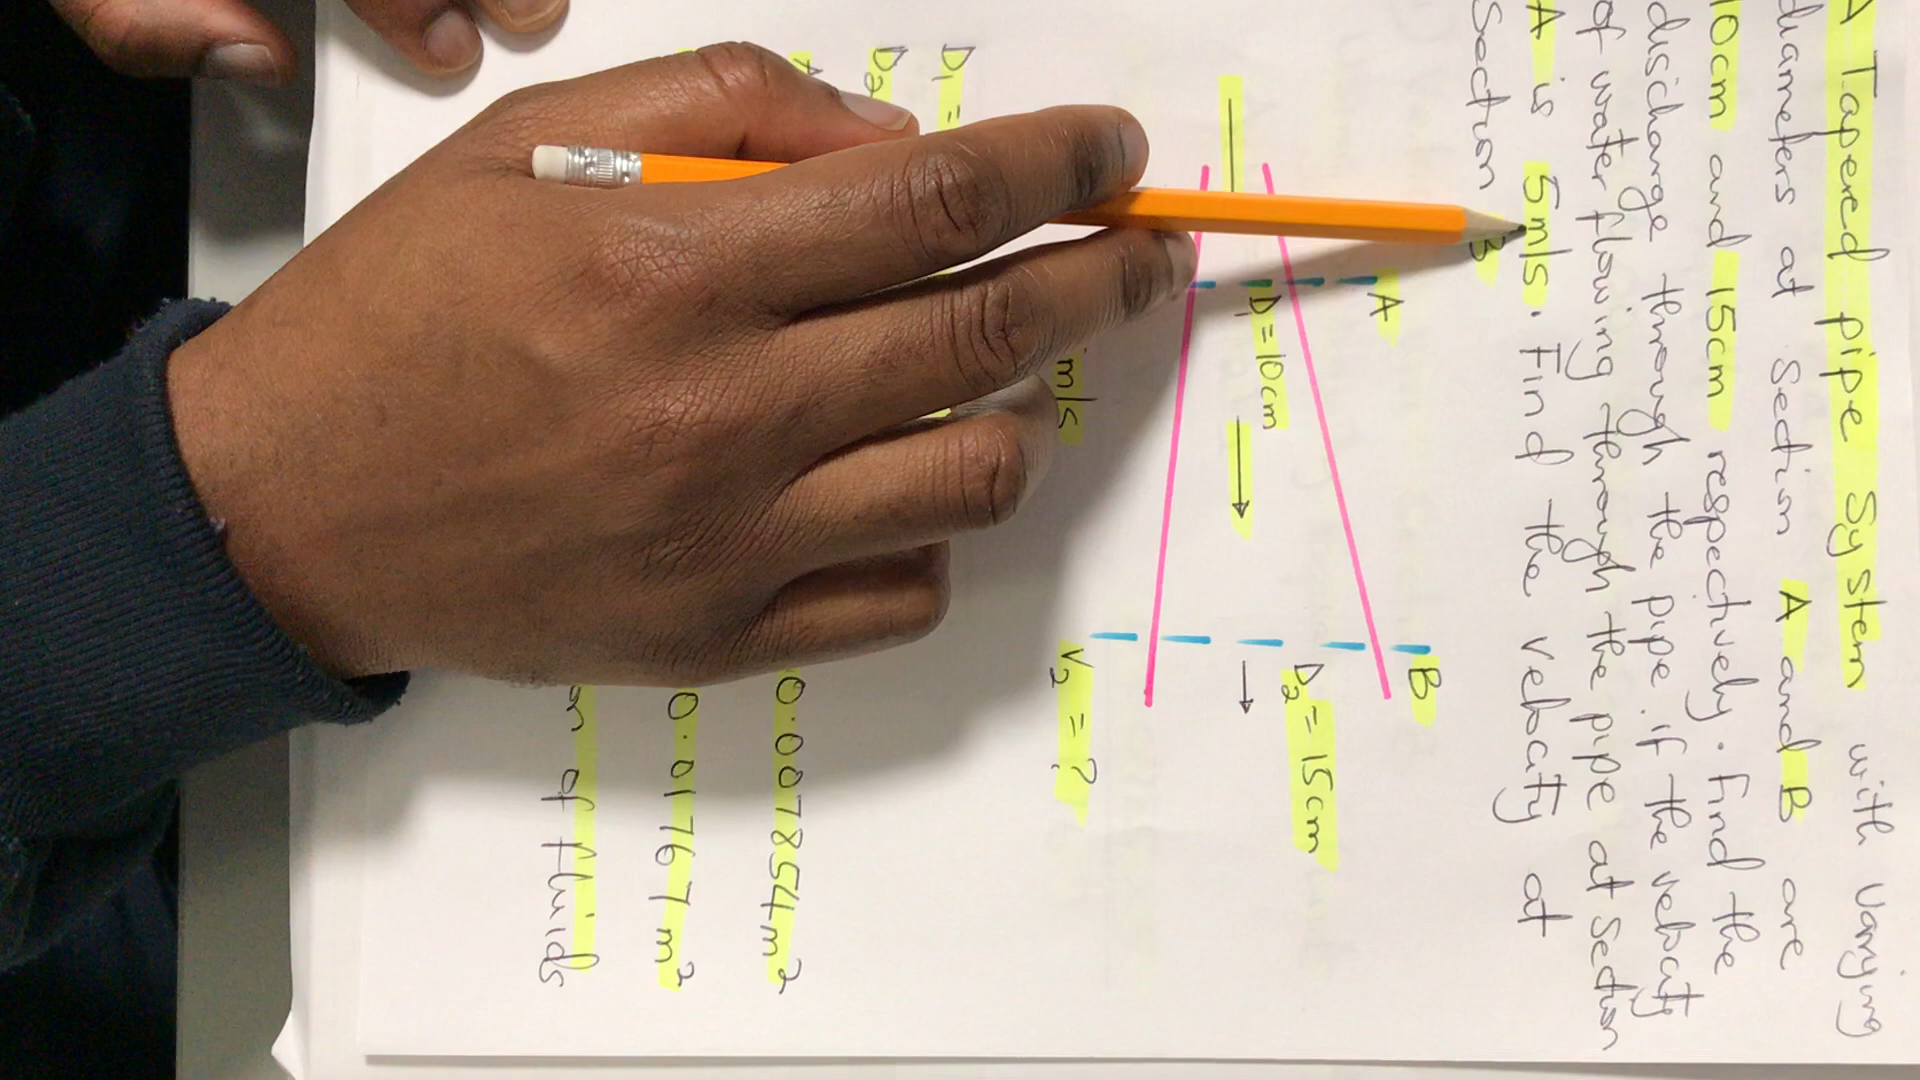 A Tapered pipe System with varying
diameters at Section A and B are
10cm and 15cm respectively. Find the
discharge through the pipe if the velocity
of water flowing through the pipe at section
A is 5m/s. Find the velocity at
Section B
A
B
D1 = 10cm
D2 = 15cm
m/s
V2 = ?
D1 =
D2
A
0.007854m2
0.01767m2
of fluids